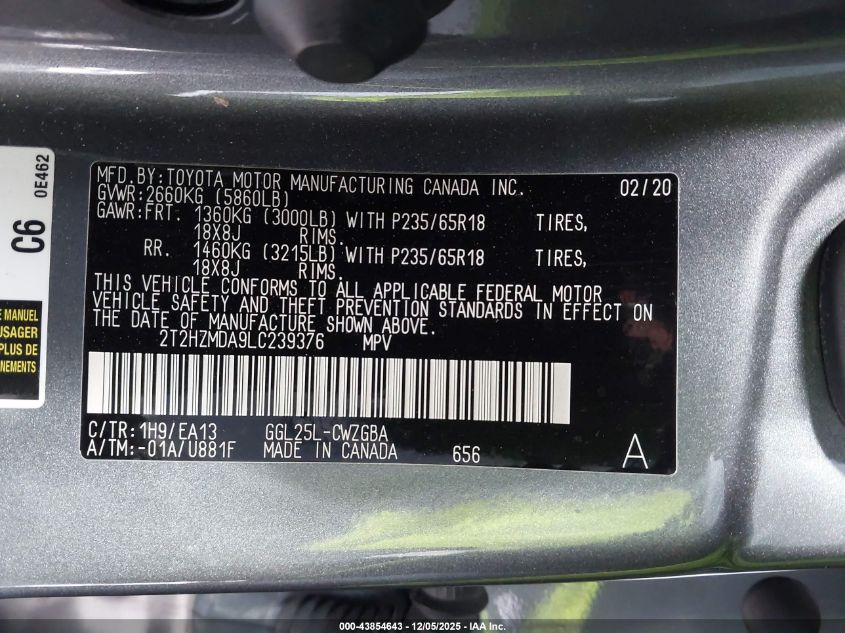 MFD.BY:TOYOTA MOTOR MANUFACTURING CANADA INC. 02/20
GVWR:2660KG (5860LB)
GAWR:FRT. 1360KG (3000LB) WITH P235/65R18 TIRES,
18X8J RIMS.
RR. 1460KG (3215LB) WITH P235/65R18 TIRES,
18X8J RIMS.
THIS VEHICLE CONFORMS TO ALL APPLICABLE FEDERAL MOTOR
VEHICLE SAFETY AND THEFT PREVENTION STANDARDS IN EFFECT ON
THE DATE OF MANUFACTURE SHOWN ABOVE.
2T2HZMDA9LC239376 MPV
C/TR:1H9/EA13 GGL25L-CWZGBA
A/TM:-01A/U881F MADE IN CANADA 656 A
C6 0E462
E MANUEL
USAGER
PLUS DE
NEMENTS
000-43854643 - 12/05/2025 - IAA Inc.